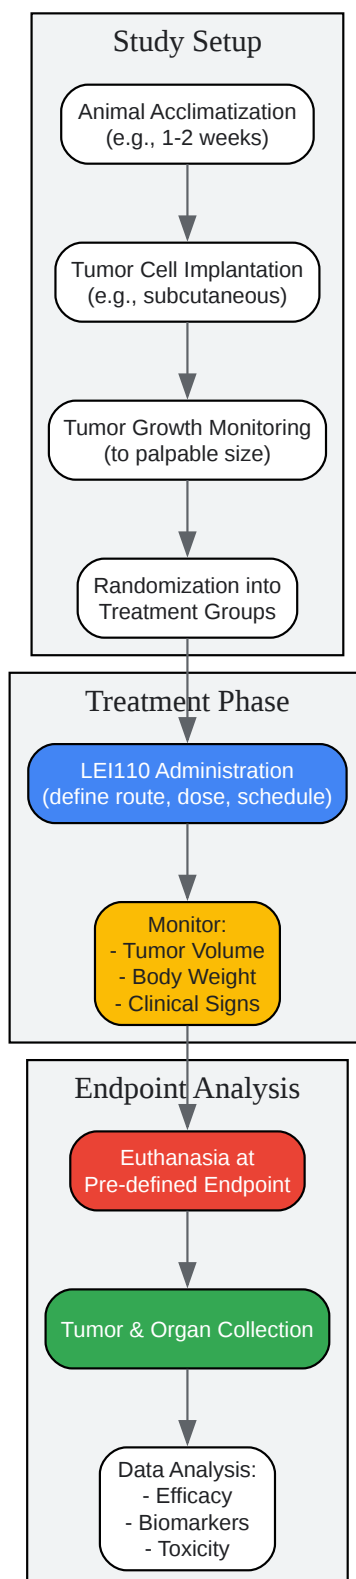 Study Setup
Animal Acclimatization
(e.g., 1-2 weeks)
Tumor Cell Implantation
(e.g., subcutaneous)
Tumor Growth Monitoring
(to palpable size)
Randomization into
Treatment Groups
Treatment Phase
LEI110 Administration
(define route, dose, schedule)
Monitor:
- Tumor Volume
- Body Weight
- Clinical Signs
Endpoint Analysis
Euthanasia at
Pre-defined Endpoint
Tumor & Organ Collection
Data Analysis:
- Efficacy
- Biomarkers
- Toxicity